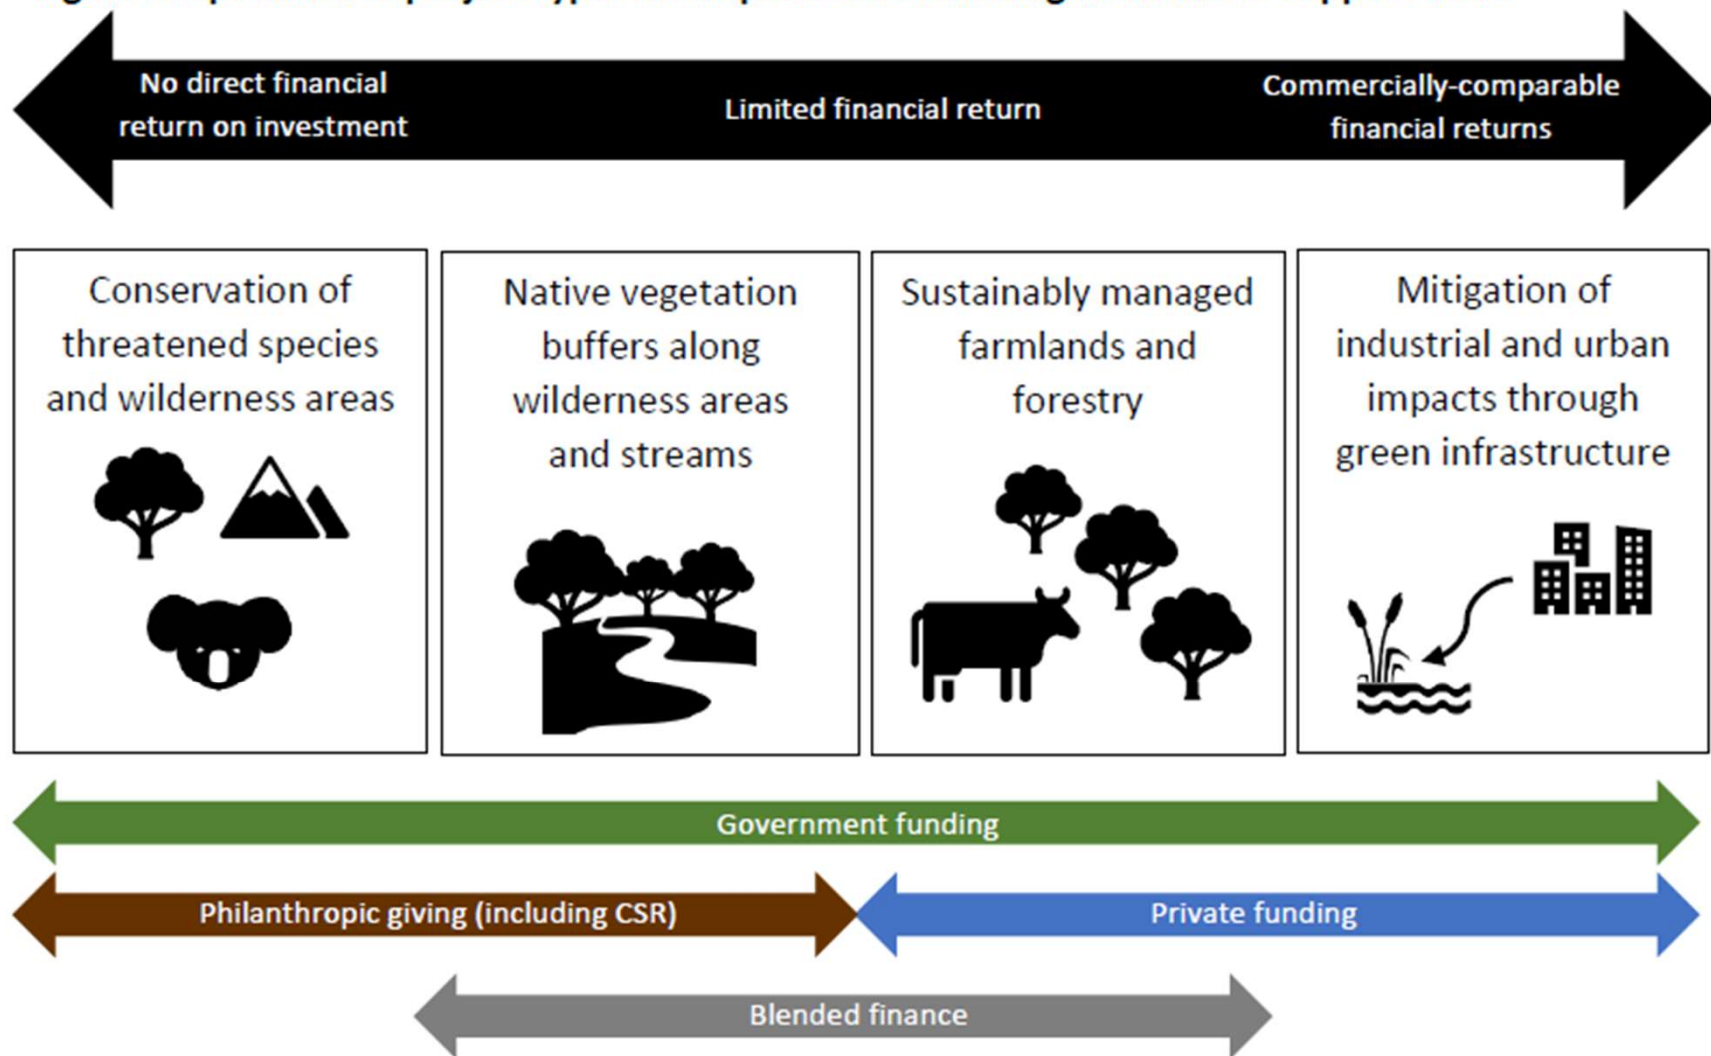 No direct financial
return on investment
Limited financial return
Commercially-comparable
financial returns
Conservation of
threatened species
and wilderness areas
Native vegetation
buffers along
wilderness areas
and streams
Sustainably managed
farmlands and
forestry
Mitigation of
industrial and urban
impacts through
green infrastructure
Government funding
Philanthropic giving (including CSR)
Private funding
Blended finance